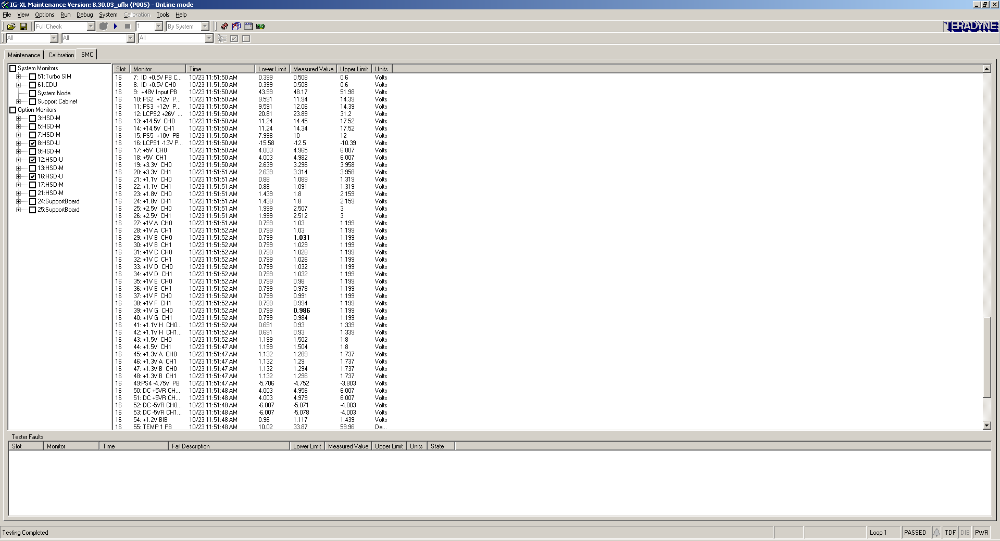 IG-XL Maintenance Version: 8.30.03_uflx (P005) - OnLine mode
File View Options Run Debug System Calibration Tools Help
Full Check 1 By System
TERADYNE
All All All
Maintenance Calibration SMC
System Monitors
51:Turbo SIM
61:CDU
System Node
Support Cabinet
Option Monitors
3:HSD-M
5:HSD-M
7:HSD-M
8:HSD-U
9:HSD-M
12:HSD-U
13:HSD-M
16:HSD-U
17:HSD-M
21:HSD-M
24:SupportBoard
25:SupportBoard
Slot Monitor Time Lower Limit Measured Value Upper Limit Units
16 7: ID +0.5V PB C... 10/23 11:51:50 AM 0.399 0.508 0.6 Volts
16 8: ID +0.5V CH0 10/23 11:51:50 AM 0.399 0.508 0.6 Volts
16 9: +48V Input PB 10/23 11:51:50 AM 43.99 48.17 51.98 Volts
16 10: PS2 +12V P... 10/23 11:51:50 AM 9.591 11.94 14.39 Volts
16 11: PS3 +12V P... 10/23 11:51:50 AM 9.591 12.06 14.39 Volts
16 12: LCPS2 +26V ... 10/23 11:51:50 AM 20.81 23.89 31.2 Volts
16 13: +14.5V CH0 10/23 11:51:50 AM 11.24 14.45 17.52 Volts
16 14: +14.5V CH1 10/23 11:51:50 AM 11.24 14.34 17.52 Volts
16 15: PS5 +10V PB 10/23 11:51:50 AM 7.998 10 12 Volts
16 16: LCPS1 -13V P... 10/23 11:51:50 AM -15.58 -12.5 -10.39 Volts
16 17: +5V CH0 10/23 11:51:50 AM 4.003 4.965 6.007 Volts
16 18: +5V CH1 10/23 11:51:50 AM 4.003 4.982 6.007 Volts
16 19: +3.3V CH0 10/23 11:51:50 AM 2.639 3.296 3.958 Volts
16 20: +3.3V CH1 10/23 11:51:51 AM 2.639 3.314 3.958 Volts
16 21: +1.1V CH0 10/23 11:51:51 AM 0.88 1.089 1.319 Volts
16 22: +1.1V CH1 10/23 11:51:51 AM 0.88 1.091 1.319 Volts
16 23: +1.8V CH0 10/23 11:51:51 AM 1.439 1.8 2.159 Volts
16 24: +1.8V CH1 10/23 11:51:51 AM 1.439 1.8 2.159 Volts
16 25: +2.5V CH0 10/23 11:51:51 AM 1.999 2.507 3 Volts
16 26: +2.5V CH1 10/23 11:51:51 AM 1.999 2.512 3 Volts
16 27: +1V A CH0 10/23 11:51:51 AM 0.799 1.03 1.199 Volts
16 28: +1V A CH1 10/23 11:51:52 AM 0.799 1.03 1.199 Volts
16 29: +1V B CH0 10/23 11:51:52 AM 0.799 1.031 1.199 Volts
16 30: +1V B CH1 10/23 11:51:52 AM 0.799 1.029 1.199 Volts
16 31: +1V C CH0 10/23 11:51:52 AM 0.799 1.028 1.199 Volts
16 32: +1V C CH1 10/23 11:51:52 AM 0.799 1.026 1.199 Volts
16 33: +1V D CH0 10/23 11:51:52 AM 0.799 1.032 1.199 Volts
16 34: +1V D CH1 10/23 11:51:52 AM 0.799 1.032 1.199 Volts
16 35: +1V E CH0 10/23 11:51:52 AM 0.799 0.98 1.199 Volts
16 36: +1V E CH1 10/23 11:51:52 AM 0.799 0.978 1.199 Volts
16 37: +1V F CH0 10/23 11:51:52 AM 0.799 0.991 1.199 Volts
16 38: +1V F CH1 10/23 11:51:52 AM 0.799 0.994 1.199 Volts
16 39: +1V G CH0 10/23 11:51:52 AM 0.799 0.986 1.199 Volts
16 40: +1V G CH1 10/23 11:51:52 AM 0.799 0.984 1.199 Volts
16 41: +1.1V H CH0... 10/23 11:51:52 AM 0.691 0.93 1.339 Volts
16 42: +1.1V H CH1... 10/23 11:51:52 AM 0.691 0.93 1.339 Volts
16 43: +1.5V CH0 10/23 11:51:52 AM 1.199 1.502 1.8 Volts
16 44: +1.5V CH1 10/23 11:51:47 AM 1.199 1.504 1.8 Volts
16 45: +1.3V A CH0 10/23 11:51:47 AM 1.132 1.289 1.737 Volts
16 46: +1.3V A CH1 10/23 11:51:47 AM 1.132 1.29 1.737 Volts
16 47: +1.3V B CH0 10/23 11:51:47 AM 1.132 1.294 1.737 Volts
16 48: +1.3V B CH1 10/23 11:51:47 AM 1.132 1.296 1.737 Volts
16 49:PS4 -4.75V PB 10/23 11:51:47 AM -5.706 -4.752 -3.803 Volts
16 50: DC +5VR CH... 10/23 11:51:48 AM 4.003 4.956 6.007 Volts
16 51: DC +5VR CH... 10/23 11:51:48 AM 4.003 4.979 6.007 Volts
16 52: DC -5VR CH0... 10/23 11:51:48 AM -6.007 -5.071 -4.003 Volts
16 53: DC -5VR CH1... 10/23 11:51:48 AM -6.007 -5.078 -4.003 Volts
16 54: +1.2V BIB 10/23 11:51:48 AM 0.96 1.117 1.439 Volts
16 55: TEMP 1 PB 10/23 11:51:48 AM 10.02 33.87 59.96 De...
Tester Faults
Slot Monitor Time Fail Description Lower Limit Measured Value Upper Limit Units State
Testing Completed Loop 1 PASSED TDF DIB PWR